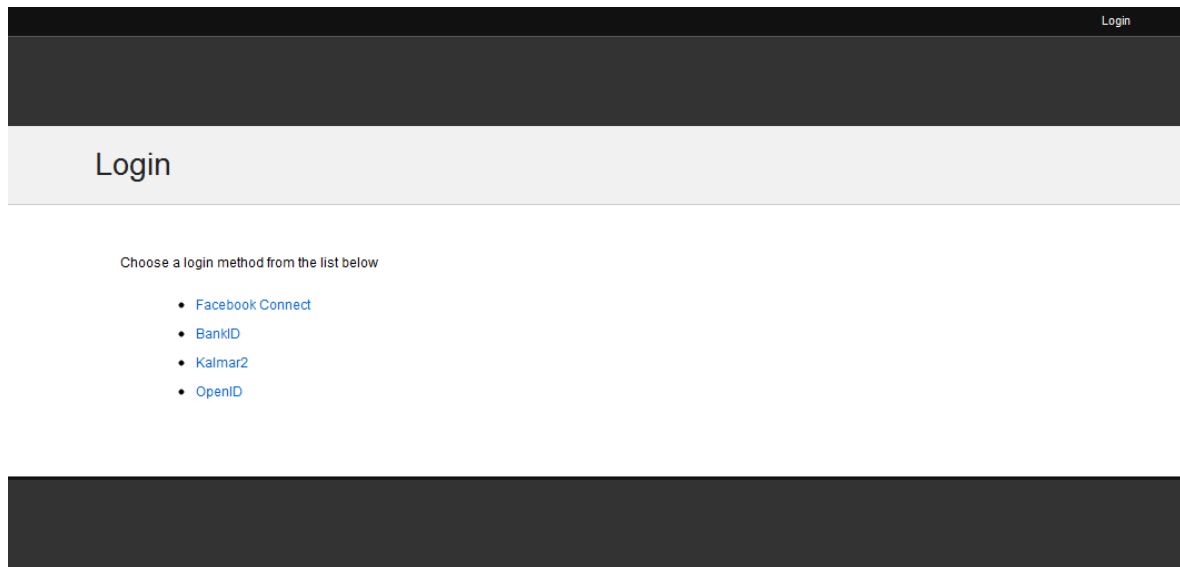 Login
Login
Choose a login method from the list below
Facebook Connect
BankID
Kalmar2
OpenID